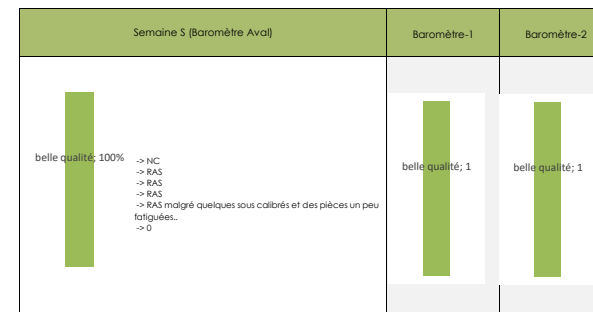 Semaine S (Baromètre Aval)
Baromètre-1
Baromètre-2
belle qualité; 100%
-> NC
-> RAS
-> RAS
-> RAS
-> RAS malgré quelques sous calibrés et des pièces un peu
fatiguées..
-> 0
belle qualité; 1
belle qualité; 1